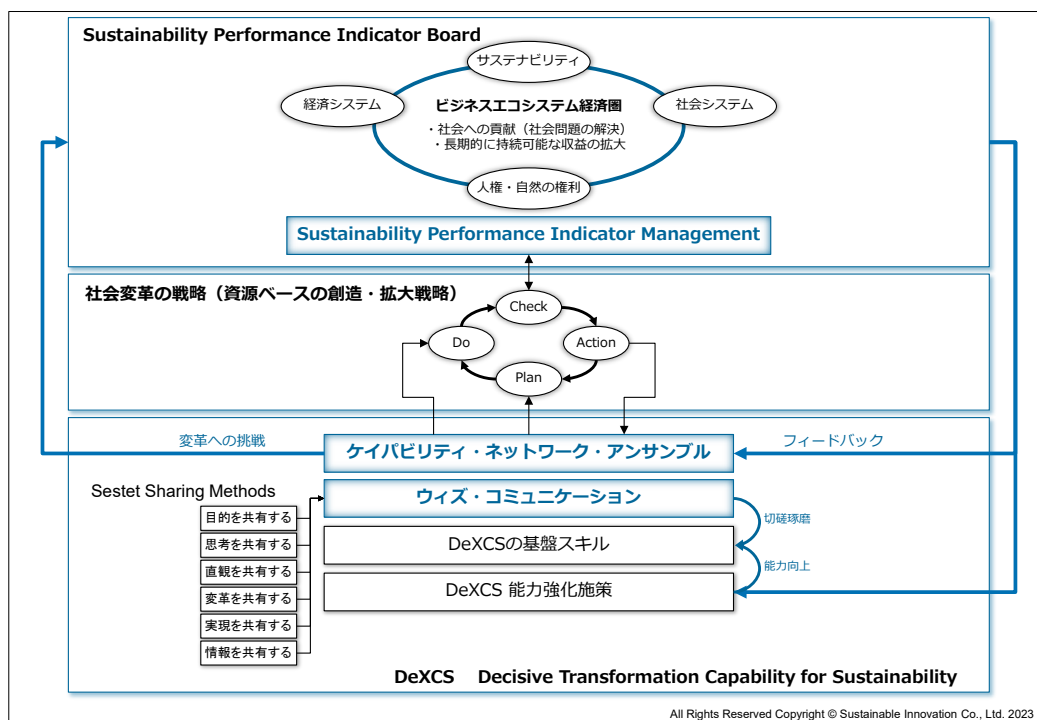 Sustainability Performance Indicator Board
サステナビリティ
経済システム
ビジネスエコシステム経済圏
社会システム
・社会への貢献（社会問題の解決）
・長期的に持続可能な収益の拡大
人権・自然の権利
Sustainability Performance Indicator Management
社会変革の戦略（資源ベースの創造・拡大戦略）
Check
Do
Action
Plan
変革への挑戦
ケイパビリティ・ネットワーク・アンサンブル
フィードバック
Sestet Sharing Methods
ウィズ・コミュニケーション
目的を共有する
切磋琢磨
思考を共有する
DeXCSの基盤スキル
直観を共有する
能力向上
変革を共有する
DeXCS 能力強化施策
実現を共有する
情報を共有する
DeXCS Decisive Transformation Capability for Sustainability
All Rights Reserved Copyright © Sustainable Innovation Co., Ltd. 2023